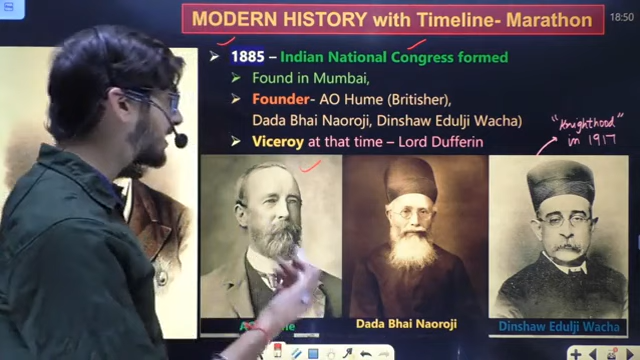 MODERN HISTORY with Timeline- Marathon
18:50
1885 – Indian National Congress formed
Found in Mumbai,
Founder- AO Hume (Britisher),
Dada Bhai Naoroji, Dinshaw Edulji Wacha)
Viceroy at that time – Lord Dufferin
"Knighthood"
in 1917
Dada Bhai Naoroji
Dinshaw Edulji Wacha